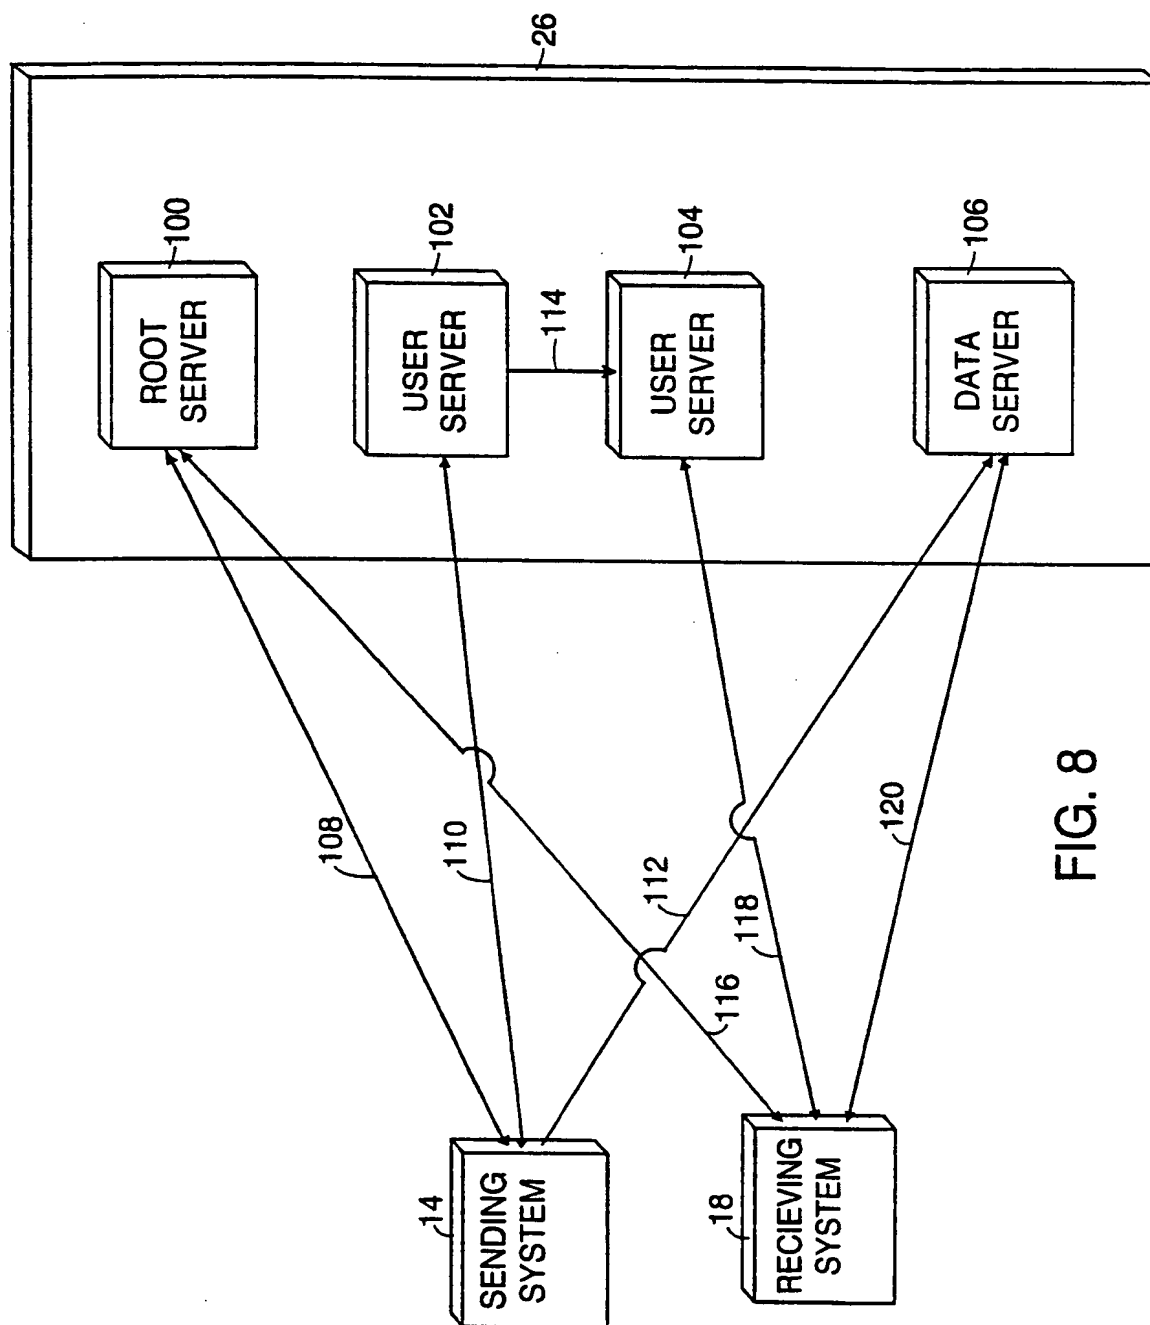 26
100
ROOT
SERVER
102
USER
SERVER
114
104
USER
SERVER
106
DATA
SERVER
108
110
112
116
118
120
14
SENDING
SYSTEM
18
RECIEVING
SYSTEM
FIG. 8